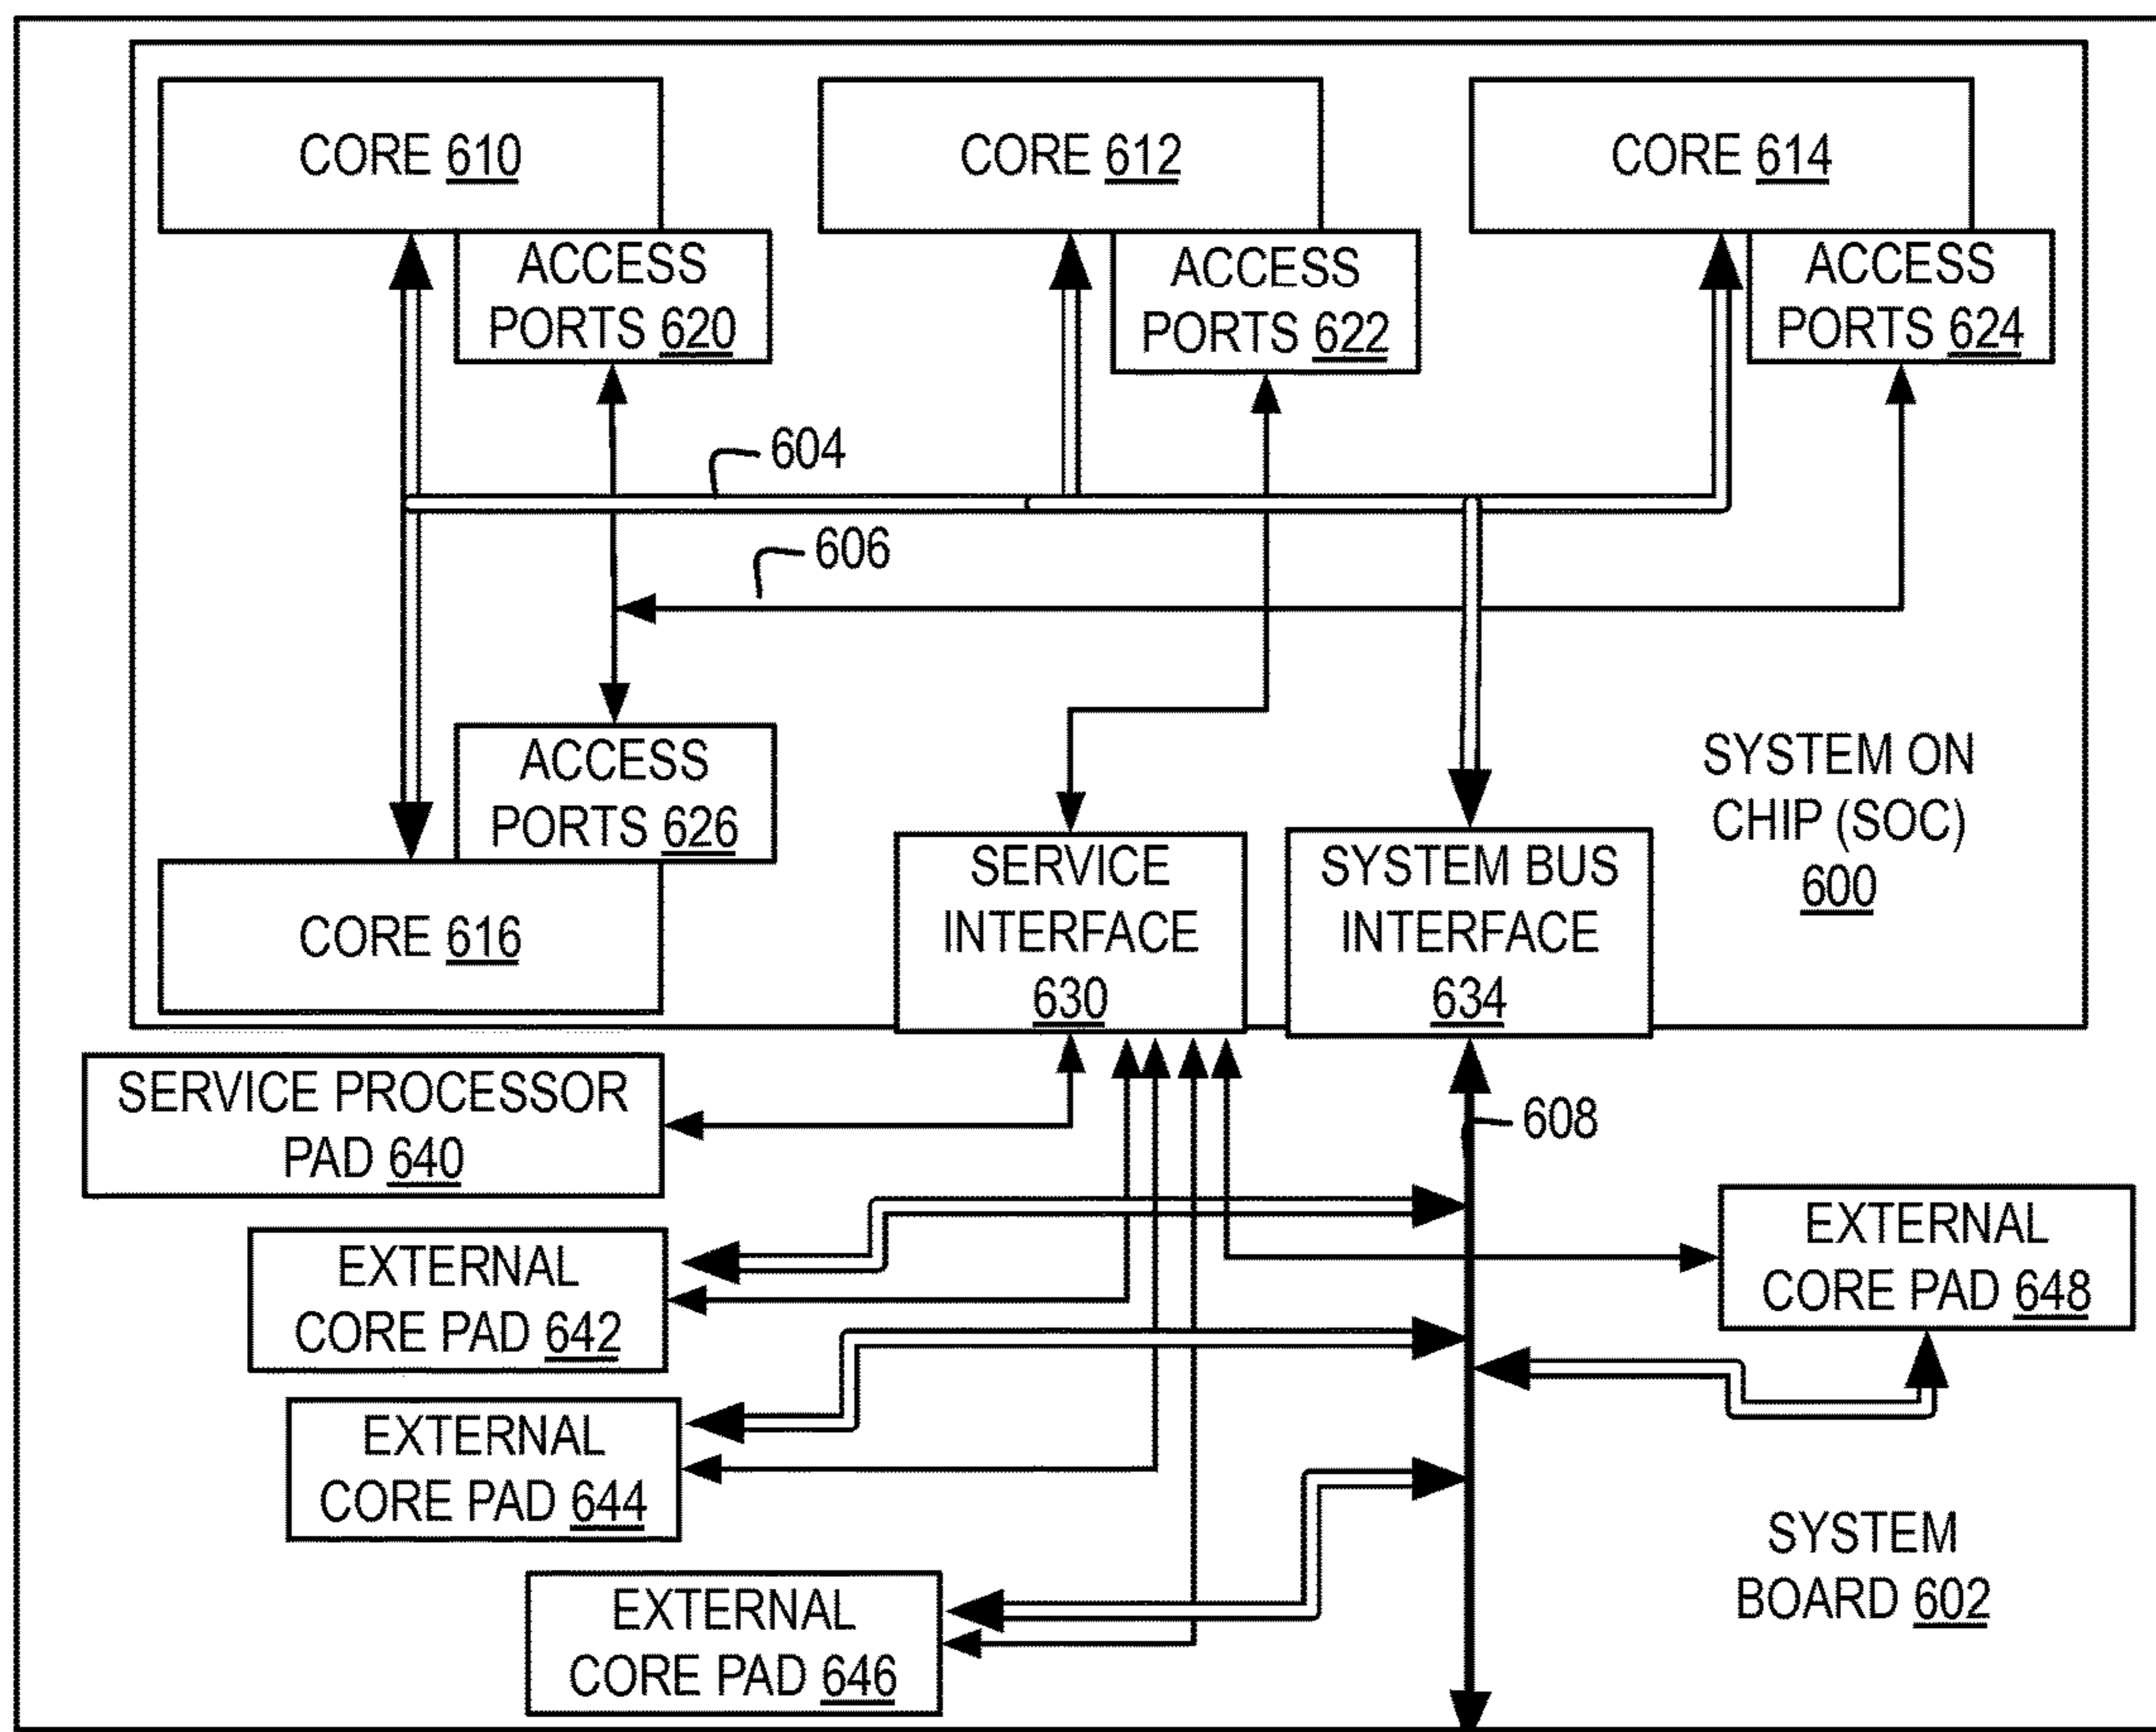 CORE 610
CORE 612
CORE 614
ACCESS
PORTS 620
ACCESS
PORTS 622
ACCESS
PORTS 624
604
606
ACCESS
PORTS 626
CORE 616
SERVICE
INTERFACE
630
SYSTEM BUS
INTERFACE
634
SYSTEM ON
CHIP (SOC)
600
SERVICE PROCESSOR
PAD 640
608
EXTERNAL
CORE PAD 642
EXTERNAL
CORE PAD 648
EXTERNAL
CORE PAD 644
EXTERNAL
CORE PAD 646
SYSTEM
BOARD 602